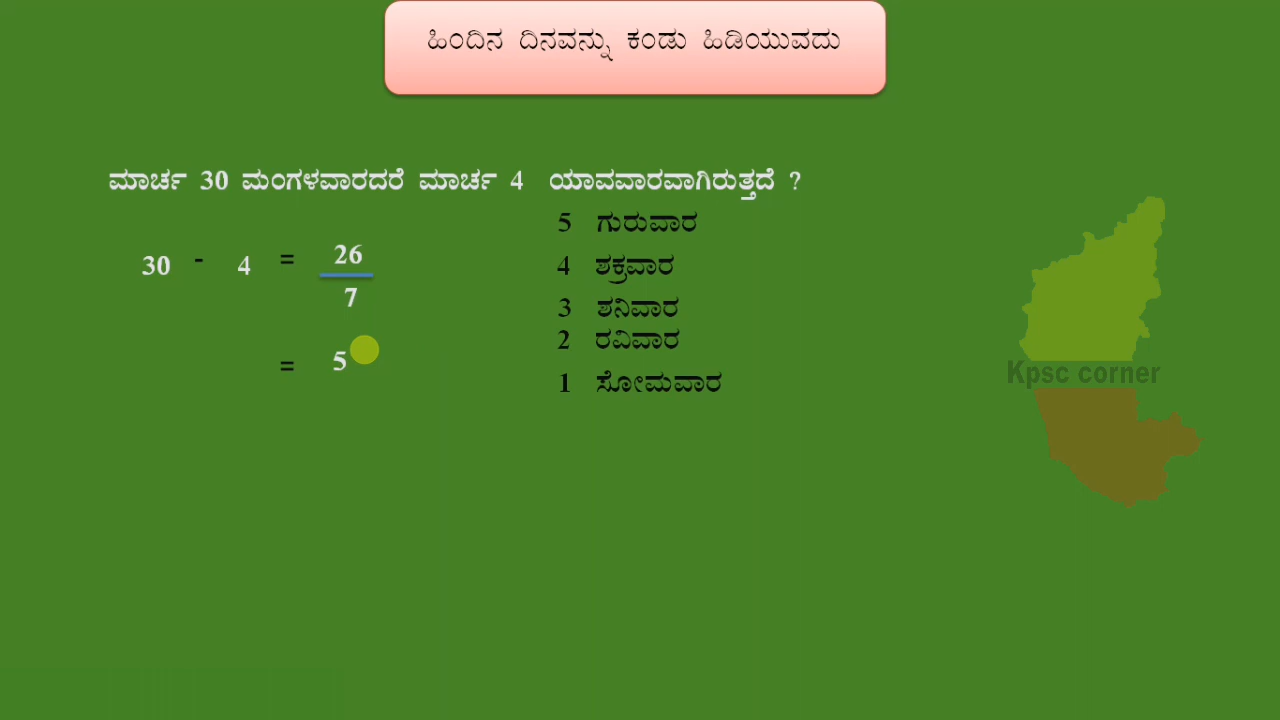 ಹಿಂದಿನ ದಿನವನ್ನು ಕಂಡು ಹಿಡಿಯುವದು
ಮಾರ್ಚ 30 ಮಂಗಳವಾರದರೆ ಮಾರ್ಚ 4 ಯಾವವಾರವಾಗಿರುತ್ತದೆ ?
5 ಗುರುವಾರ
30 - 4 = 26
4 ಶಕ್ರವಾರ
7
3 ಶನಿವಾರ
2 ರವಿವಾರ
= 5
1 ಸೋಮವಾರ
Kpsc corner